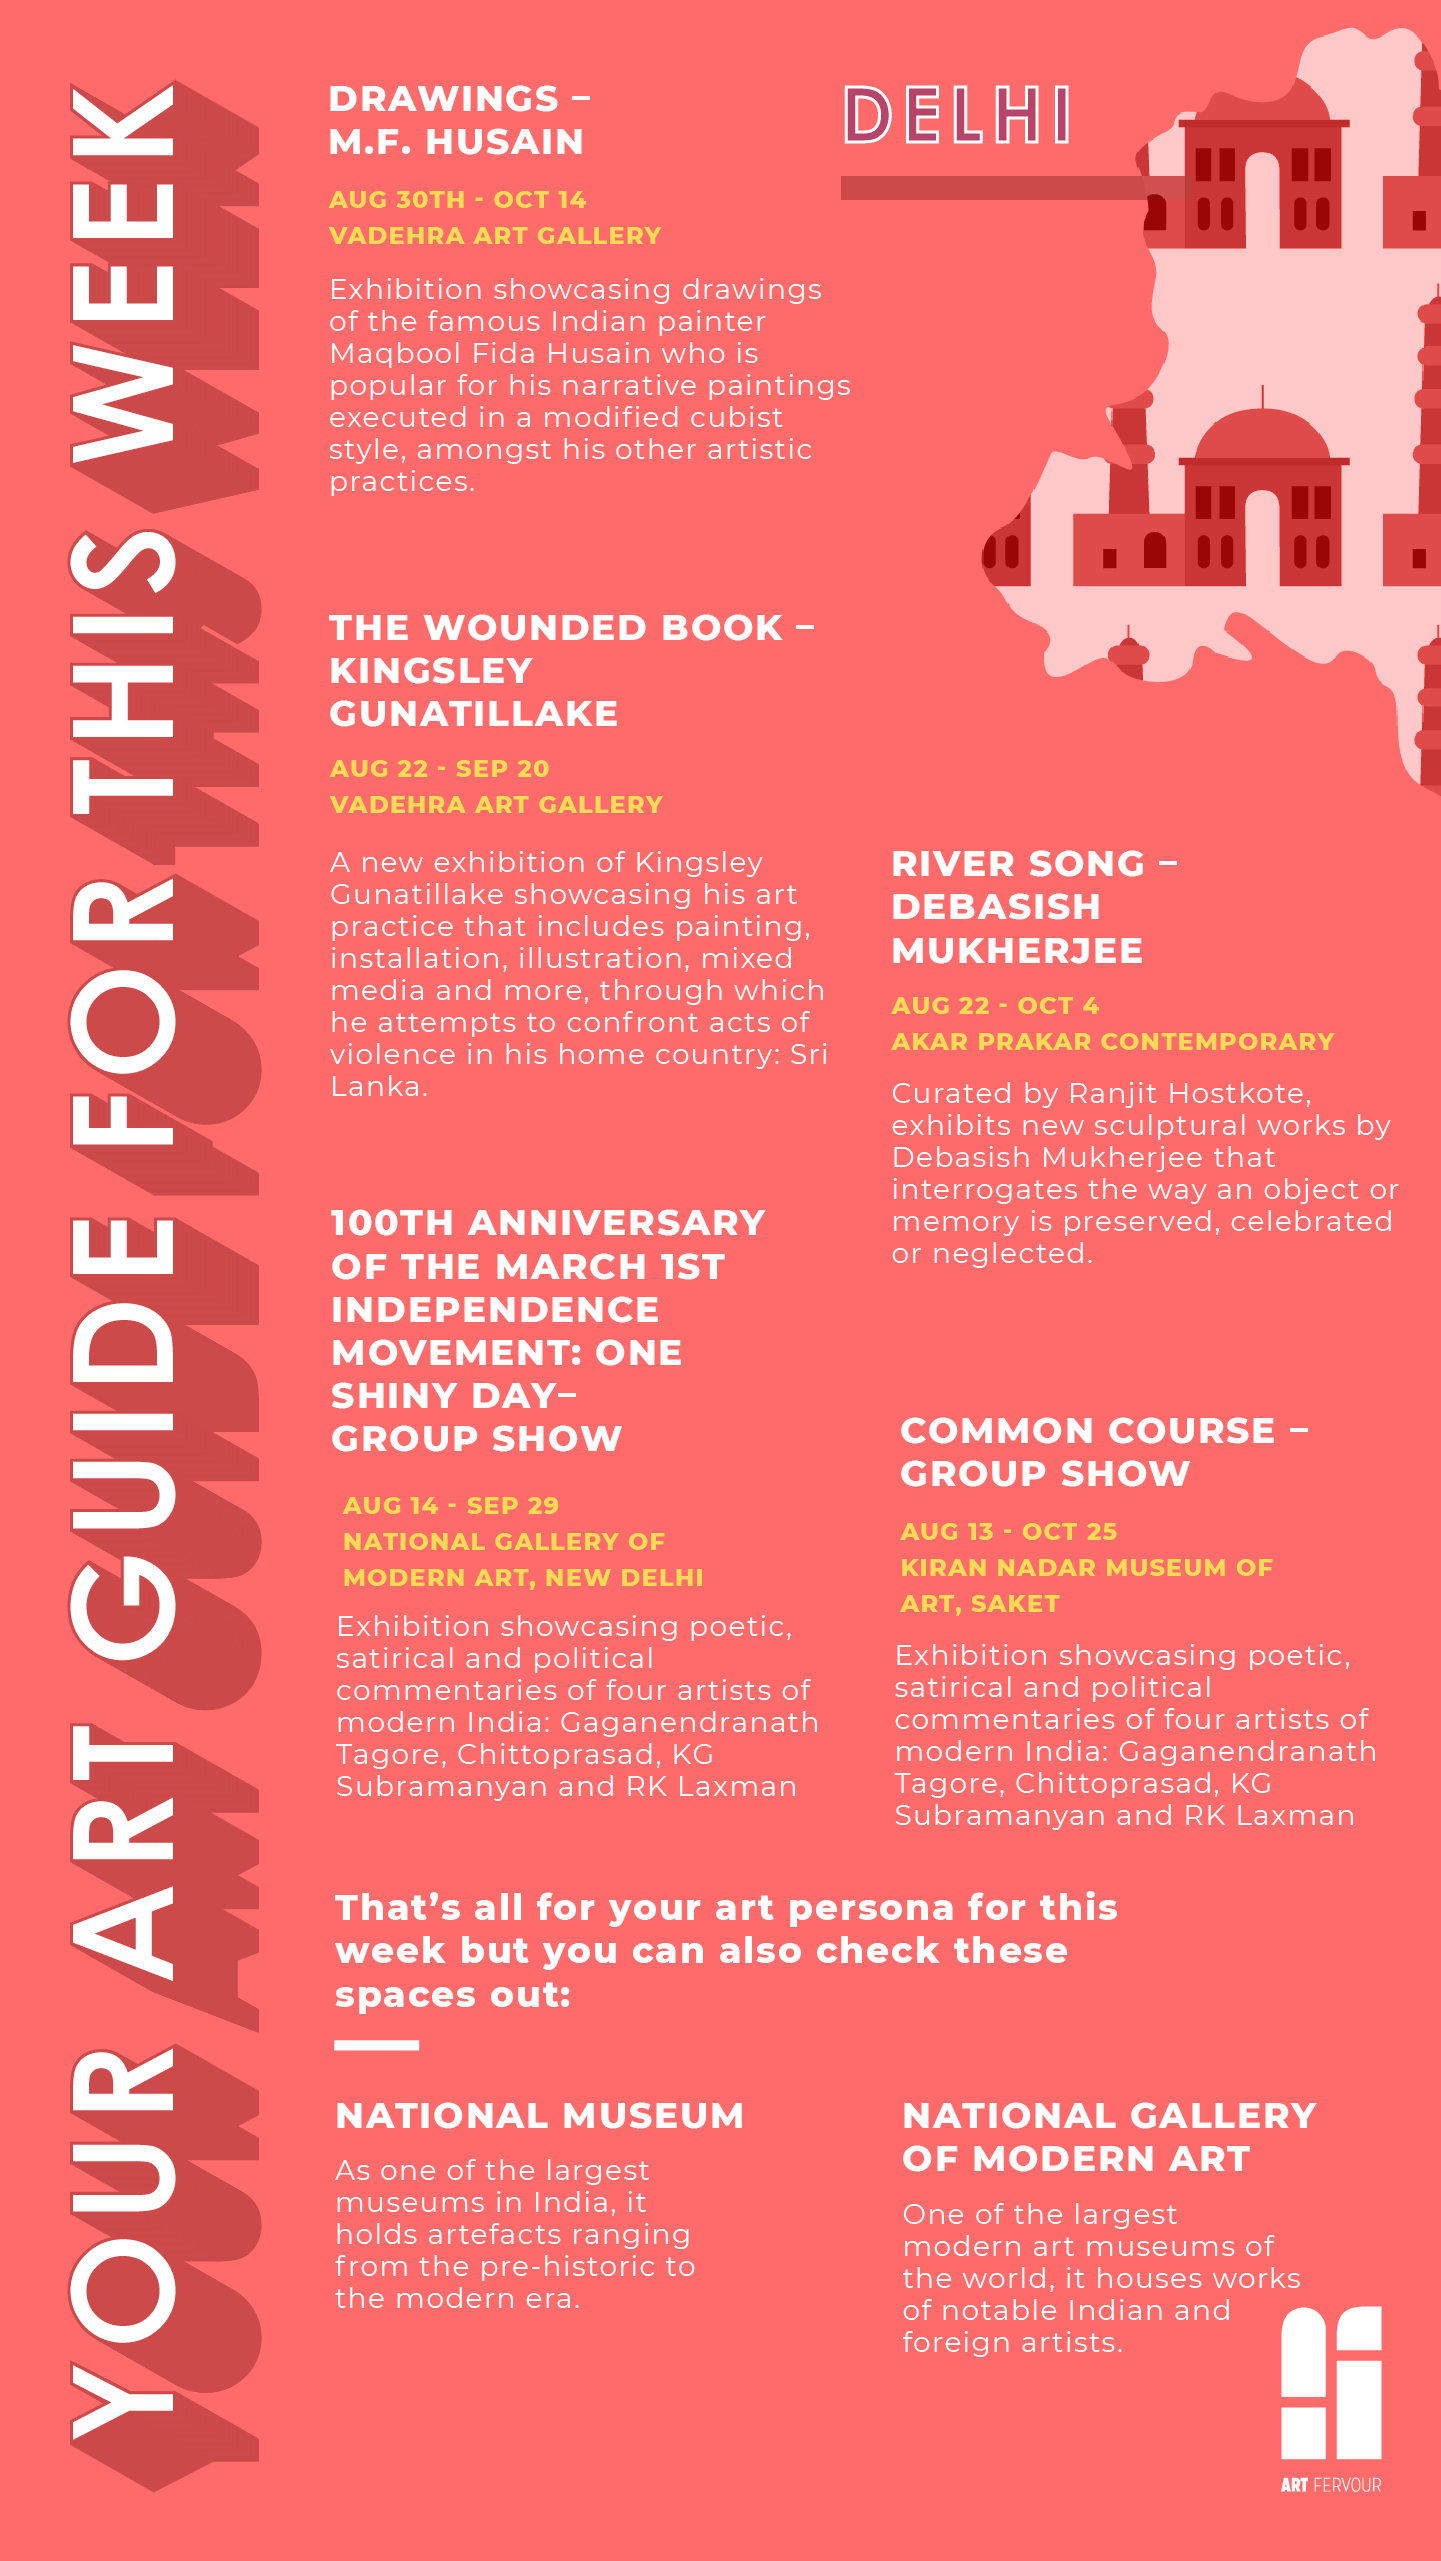 YOUR ART GUIDE FOR THIS WEEK
DELHI
DRAWINGS –
M.F. HUSAIN
AUG 30TH - OCT 14
VADEHRA ART GALLERY
Exhibition showcasing drawings
of the famous Indian painter
Maqbool Fida Husain who is
popular for his narrative paintings
executed in a modified cubist
style, amongst his other artistic
practices.
THE WOUNDED BOOK –
KINGSLEY
GUNATILLAKE
AUG 22 - SEP 20
VADEHRA ART GALLERY
A new exhibition of Kingsley
Gunatillake showcasing his art
practice that includes painting,
installation, illustration, mixed
media and more, through which
he attempts to confront acts of
violence in his home country: Sri
Lanka.
RIVER SONG –
DEBASISH
MUKHERJEE
AUG 22 - OCT 4
AKAR PRAKAR CONTEMPORARY
Curated by Ranjit Hostkote,
exhibits new sculptural works by
Debasish Mukherjee that
interrogates the way an object or
memory is preserved, celebrated
or neglected.
100TH ANNIVERSARY
OF THE MARCH 1ST
INDEPENDENCE
MOVEMENT: ONE
SHINY DAY–
GROUP SHOW
AUG 14 - SEP 29
NATIONAL GALLERY OF
MODERN ART, NEW DELHI
Exhibition showcasing poetic,
satirical and political
commentaries of four artists of
modern India: Gaganendranath
Tagore, Chittoprasad, KG
Subramanyan and RK Laxman
COMMON COURSE –
GROUP SHOW
AUG 13 - OCT 25
KIRAN NADAR MUSEUM OF
ART, SAKET
Exhibition showcasing poetic,
satirical and political
commentaries of four artists of
modern India: Gaganendranath
Tagore, Chittoprasad, KG
Subramanyan and RK Laxman
That's all for your art persona for this
week but you can also check these
spaces out:
NATIONAL MUSEUM
As one of the largest
museums in India, it
holds artefacts ranging
from the pre-historic to
the modern era.
NATIONAL GALLERY
OF MODERN ART
One of the largest
modern art museums of
the world, it houses works
of notable Indian and
foreign artists.
ART FERVOUR